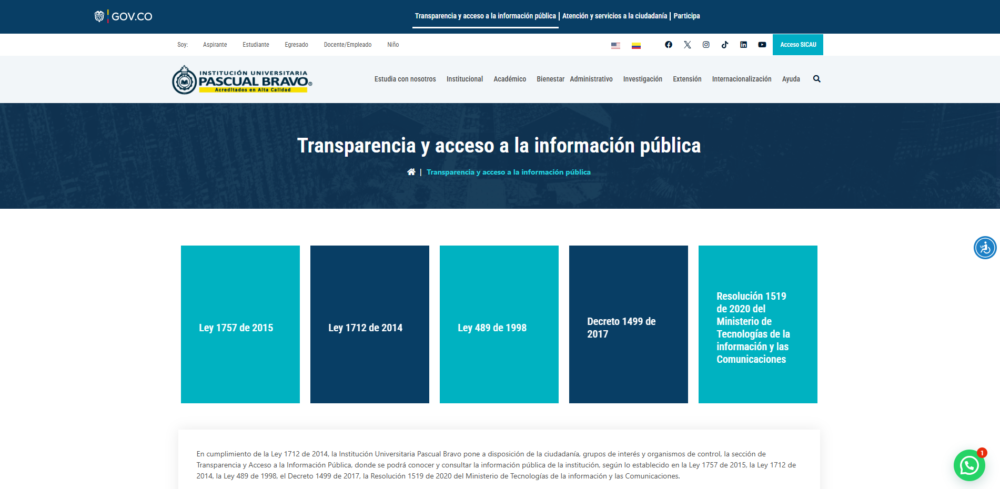 GOV.CO
Transparencia y acceso a la información pública
Atención y servicios a la ciudadanía
Participa
Soy:
Aspirante
Estudiante
Egresado
Docente/Empleado
Niño
Acceso SICAU
INSTITUCIÓN UNIVERSITARIA
PASCUAL BRAVO®
Acreditados en Alta Calidad
Estudia con nosotros
Institucional
Académico
Bienestar
Administrativo
Investigación
Extensión
Internacionalización
Ayuda
Transparencia y acceso a la información pública
| Transparencia y acceso a la información pública
Ley 1757 de 2015
Ley 1712 de 2014
Ley 489 de 1998
Decreto 1499 de
2017
Resolución 1519
de 2020 del
Ministerio de
Tecnologías de la
información y las
Comunicaciones
En cumplimiento de la Ley 1712 de 2014, la Institución Universitaria Pascual Bravo pone a disposición de la ciudadanía, grupos de interés y organismos de control, la sección de
Transparencia y Acceso a la Información Pública, donde se podrá conocer y consultar la información pública de la institución, según lo establecido en la Ley 1757 de 2015, la Ley 1712 de
2014, la Ley 489 de 1998, el Decreto 1499 de 2017, la Resolución 1519 de 2020 del Ministerio de Tecnologías de la información y las Comunicaciones.
1